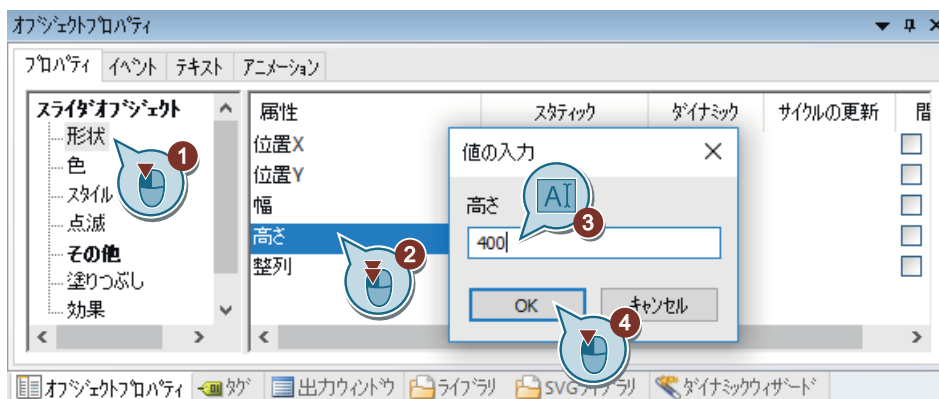 オブジェクトプロパティ
プロパティ イベント テキスト アニメーション
スライダオブジェクト
形状
色
スタイル
点滅
その他
塗りつぶし
効果
属性 スタティック ダイナミック サイクルの更新 間
位置X
位置Y
幅
高さ
整列
値の入力
高さ
400
OK キャンセル
1
2
3
4
AI
オブジェクトプロパティ タグ 出力ウィンドウ ライブラリ SVGライブラリ ダイナミックウィザード